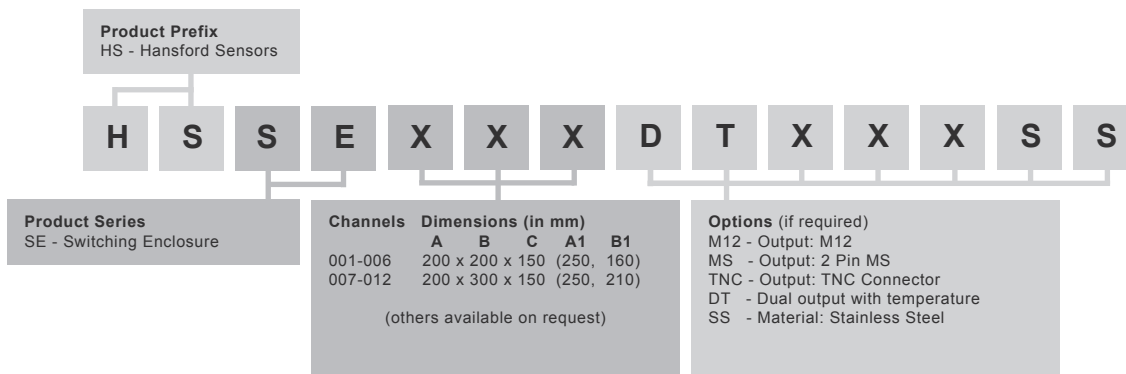 Product Prefix
HS - Hansford Sensors
H S S E X X X D T X X X S S
Product Series
SE - Switching Enclosure
Channels Dimensions (in mm)
A B C A1 B1
001-006 200 x 200 x 150 (250, 160)
007-012 200 x 300 x 150 (250, 210)
(others available on request)
Options (if required)
M12 - Output: M12
MS - Output: 2 Pin MS
TNC - Output: TNC Connector
DT - Dual output with temperature
SS - Material: Stainless Steel